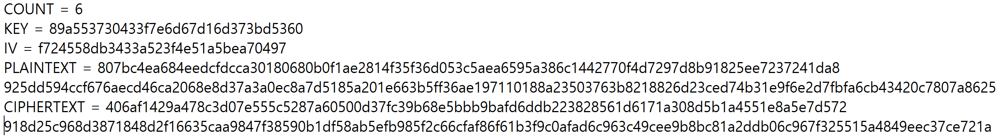 COUNT = 6
KEY = 89a553730433f7e6d67d16d373bd5360
IV = f724558db3433a523f4e51a5bea70497
PLAINTEXT = 807bc4ea684eedcfdcca30180680b0f1ae2814f35f36d053c5aea6595a386c1442770f4d7297d8b91825ee7237241da8
925dd594ccf676aecd46ca2068e8d37a3a0ec8a7d5185a201e663b5ff36ae197110188a23503763b8218826d23ced74b31e9f6e2d7fbfa6cb43420c7807a8625
CIPHERTEXT = 406af1429a478c3d07e555c5287a60500d37fc39b68e5bbb9bafd6ddb223828561d6171a308d5b1a4551e8a5e7d572
918d25c968d3871848d2f16635caa9847f38590b1df58ab5efb985f2c66cfaf86f61b3f9c0afad6c963c49cee9b8bc81a2ddb06c967f325515a4849eec37ce721a